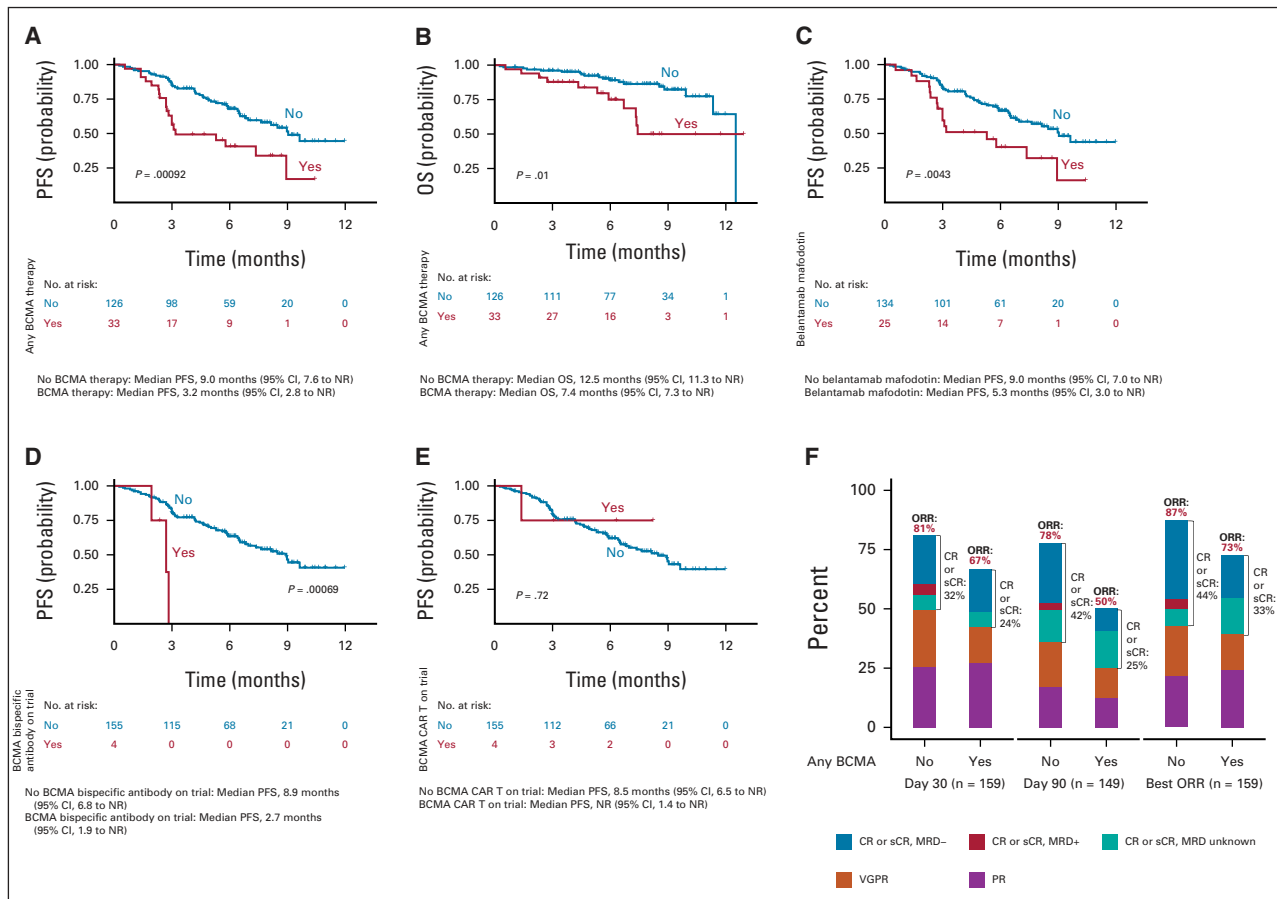 A
PFS (probability)
1.00
0.75
0.50
0.25
No
Yes
P = .00092
0 3 6 9 12
Time (months)
Any BCMA therapy
No. at risk:
No 126 98 59 20 0
Yes 33 17 9 1 0
No BCMA therapy: Median PFS, 9.0 months (95% CI, 7.6 to NR)
BCMA therapy: Median PFS, 3.2 months (95% CI, 2.8 to NR)
B
OS (probability)
1.00
0.75
0.50
0.25
No
Yes
P = .01
0 3 6 9 12
Time (months)
Any BCMA therapy
No. at risk:
No 126 111 77 34 1
Yes 33 27 16 3 1
No BCMA therapy: Median OS, 12.5 months (95% CI, 11.3 to NR)
BCMA therapy: Median OS, 7.4 months (95% CI, 7.3 to NR)
C
PFS (probability)
1.00
0.75
0.50
0.25
No
Yes
P = .0043
0 3 6 9 12
Time (months)
Belantamab mafodotin
No. at risk:
No 134 101 61 20 0
Yes 25 14 7 1 0
No belantamab mafodotin: Median PFS, 9.0 months (95% CI, 7.0 to NR)
Belantamab mafodotin: Median PFS, 5.3 months (95% CI, 3.0 to NR)
D
PFS (probability)
1.00
0.75
0.50
0.25
No
Yes
P = .00069
0 3 6 9 12
Time (months)
BCMA bispecific
antibody on trial
No. at risk:
No 155 115 68 21 0
Yes 4 0 0 0 0
No BCMA bispecific antibody on trial: Median PFS, 8.9 months
(95% CI, 6.8 to NR)
BCMA bispecific antibody on trial: Median PFS, 2.7 months
(95% CI, 1.9 to NR)
E
PFS (probability)
1.00
0.75
0.50
0.25
Yes
No
P = .72
0 3 6 9 12
Time (months)
BCMA CAR T on trial
No. at risk:
No 155 112 66 21 0
Yes 4 3 2 0 0
No BCMA CAR T on trial: Median PFS, 8.5 months (95% CI, 6.5 to NR)
BCMA CAR T on trial: Median PFS, NR (95% CI, 1.4 to NR)
F
Percent
100
75
50
25
0
ORR:
81%
CR
or
sCR:
32%
ORR:
67%
CR
or
sCR:
24%
ORR:
78%
CR
or
sCR:
42%
ORR:
50%
CR
or
sCR:
25%
ORR:
87%
CR
or
sCR:
44%
ORR:
73%
CR
or
sCR:
33%
Any BCMA No Yes No Yes No Yes
Day 30 (n = 159) Day 90 (n = 149) Best ORR (n = 159)
CR or sCR, MRD− CR or sCR, MRD+ CR or sCR, MRD unknown
VGPR PR